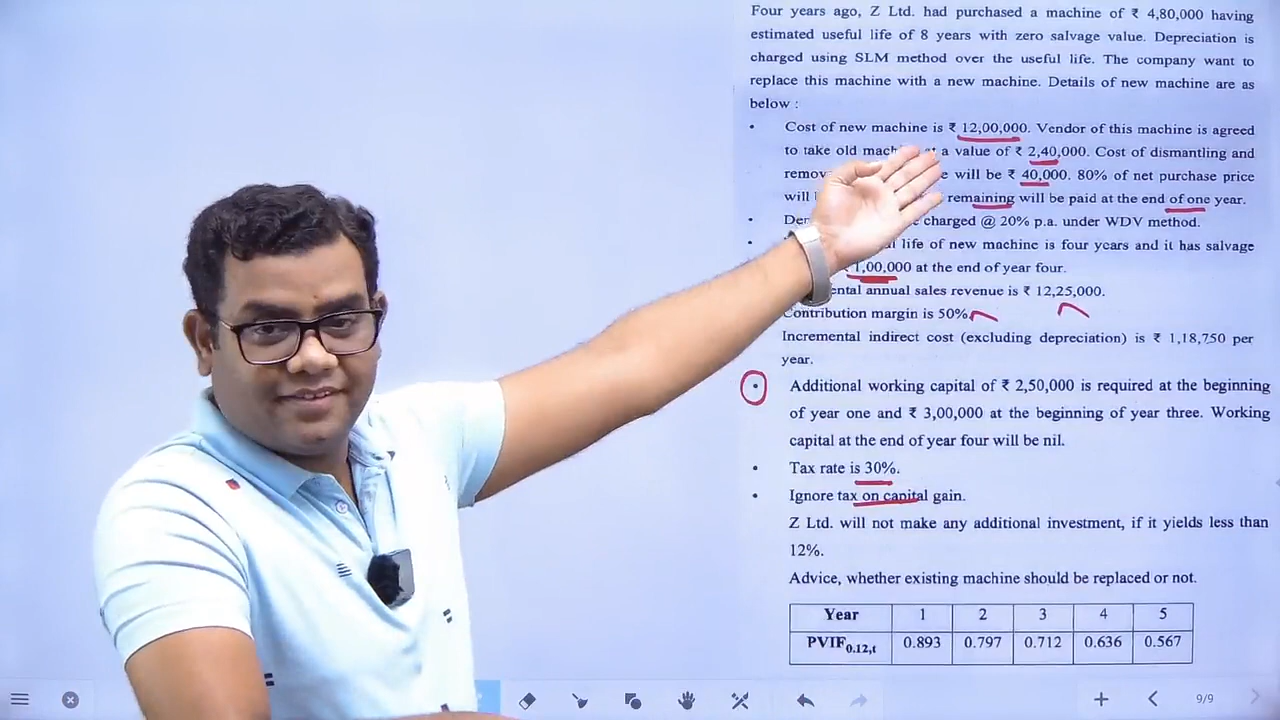 Four years ago, Z Ltd. had purchased a machine of ₹ 4,80,000 having
estimated useful life of 8 years with zero salvage value. Depreciation is
charged using SLM method over the useful life. The company want to
replace this machine with a new machine. Details of new machine are as
below :
• Cost of new machine is ₹ 12,00,000. Vendor of this machine is agreed
to take old a value of ₹ 2,40,000. Cost of dismantling and
will be ₹ 40,000. 80% of net purchase price
will remaining will be paid at the end of one year.
• charged @ 20% p.a. under WDV method.
• life of new machine is four years and it has salvage
₹ 1,00,000 at the end of year four.
annual sales revenue is ₹ 12,25,000.
Contribution margin is 50%
Incremental indirect cost (excluding depreciation) is ₹ 1,18,750 per
year.
• Additional working capital of ₹ 2,50,000 is required at the beginning
of year one and ₹ 3,00,000 at the beginning of year three. Working
capital at the end of year four will be nil.
• Tax rate is 30%.
• Ignore tax on capital gain.
Z Ltd. will not make any additional investment, if it yields less than
12%.
Advice, whether existing machine should be replaced or not.
Year 1 2 3 4 5
PVIF0.12,t 0.893 0.797 0.712 0.636 0.567
9/9